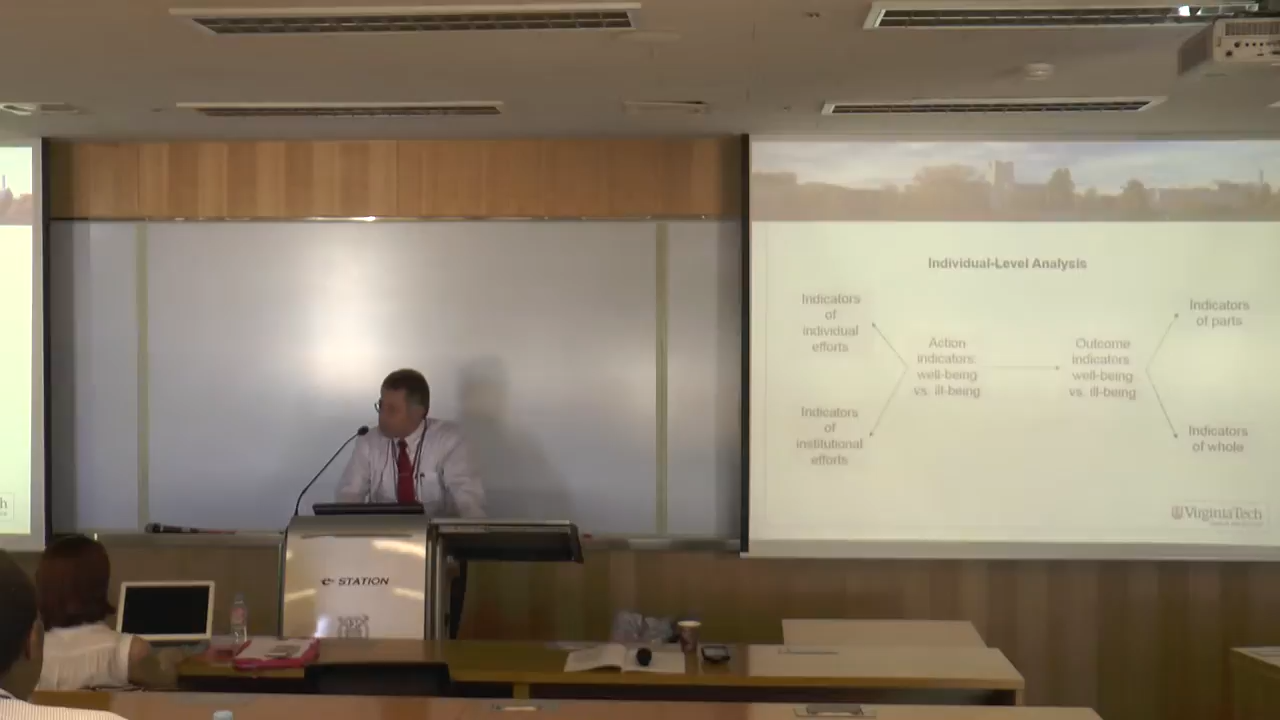 Individual-Level Analysis
Indicators
of
individual
efforts
Action
indicators:
well-being
vs. ill-being
Outcome
indicators:
well-being
vs. ill-being
Indicators
of parts
Indicators
of
institutional
efforts
Indicators
of whole
VirginiaTech
STATION
h